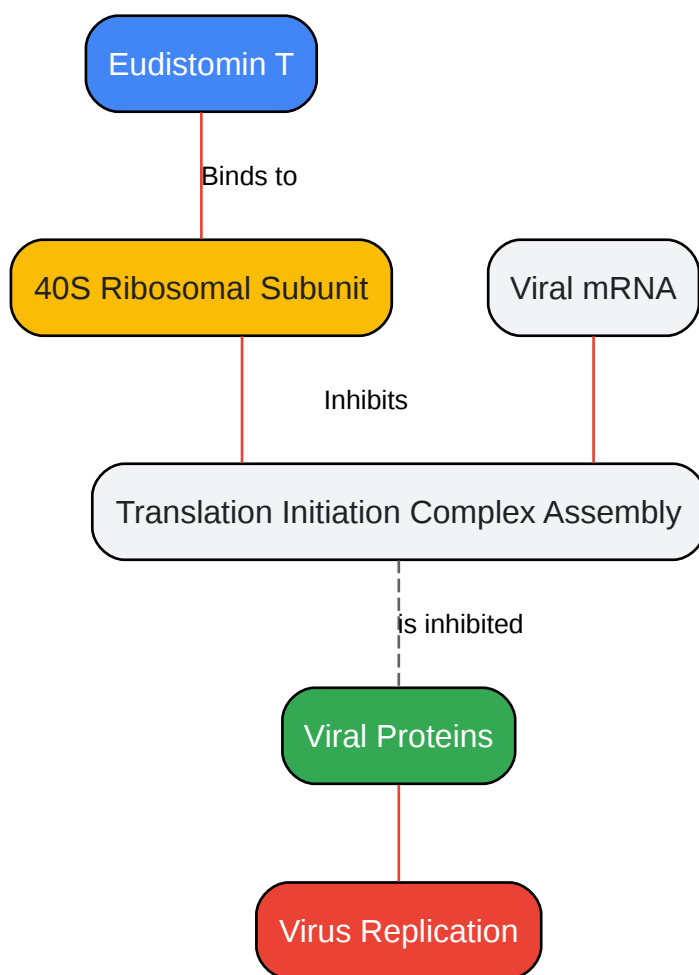 Eudistomin T
Binds to
40S Ribosomal Subunit
Viral mRNA
Inhibits
Translation Initiation Complex Assembly
is inhibited
Viral Proteins
Virus Replication